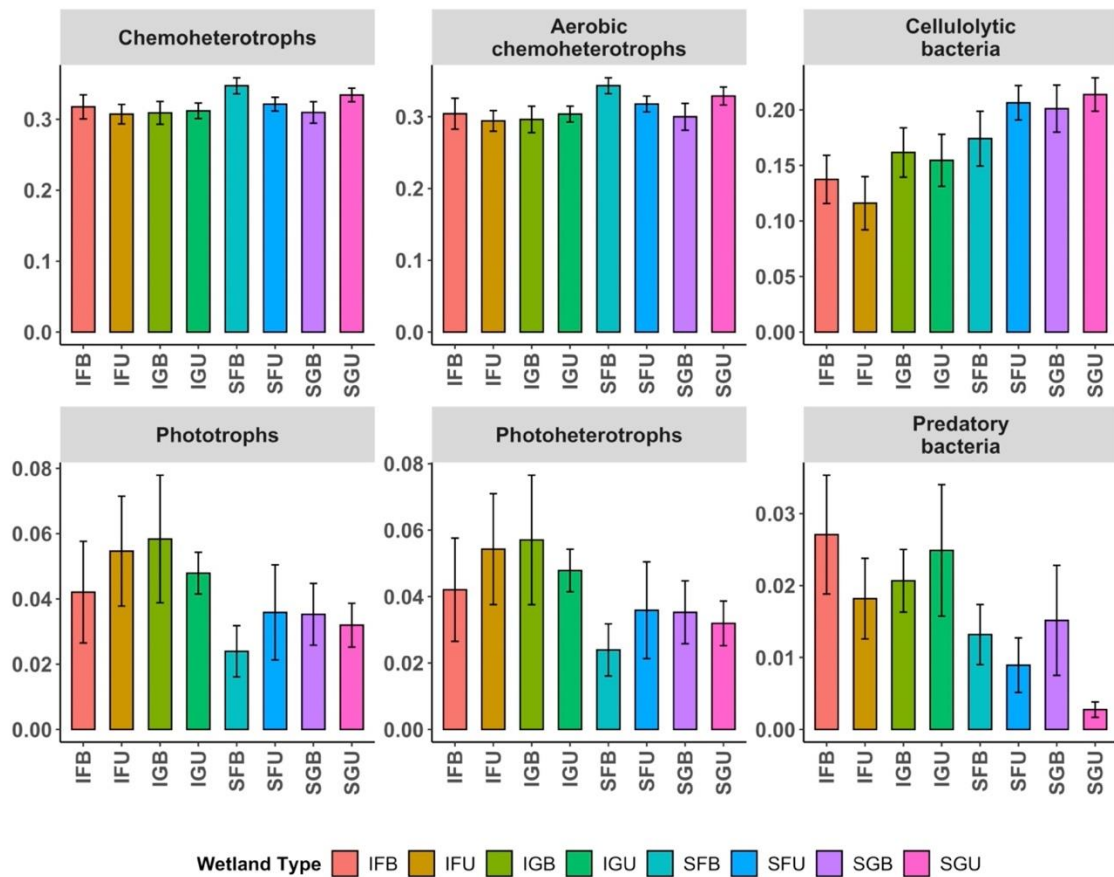 Chemoheterotrophs
Aerobic
chemoheterotrophs
Cellulolytic
bacteria
0.3
0.2
0.1
0.0
0.3
0.2
0.1
0.0
0.20
0.15
0.10
0.05
0.00
IFB IFU IGB IGU SFB SFU SGB SGU
IFB IFU IGB IGU SFB SFU SGB SGU
IFB IFU IGB IGU SFB SFU SGB SGU
Phototrophs
Photoheterotrophs
Predatory
bacteria
0.08
0.06
0.04
0.02
0.00
0.08
0.06
0.04
0.02
0.00
0.03
0.02
0.01
0.00
IFB IFU IGB IGU SFB SFU SGB SGU
IFB IFU IGB IGU SFB SFU SGB SGU
IFB IFU IGB IGU SFB SFU SGB SGU
Wetland Type IFB IFU IGB IGU SFB SFU SGB SGU